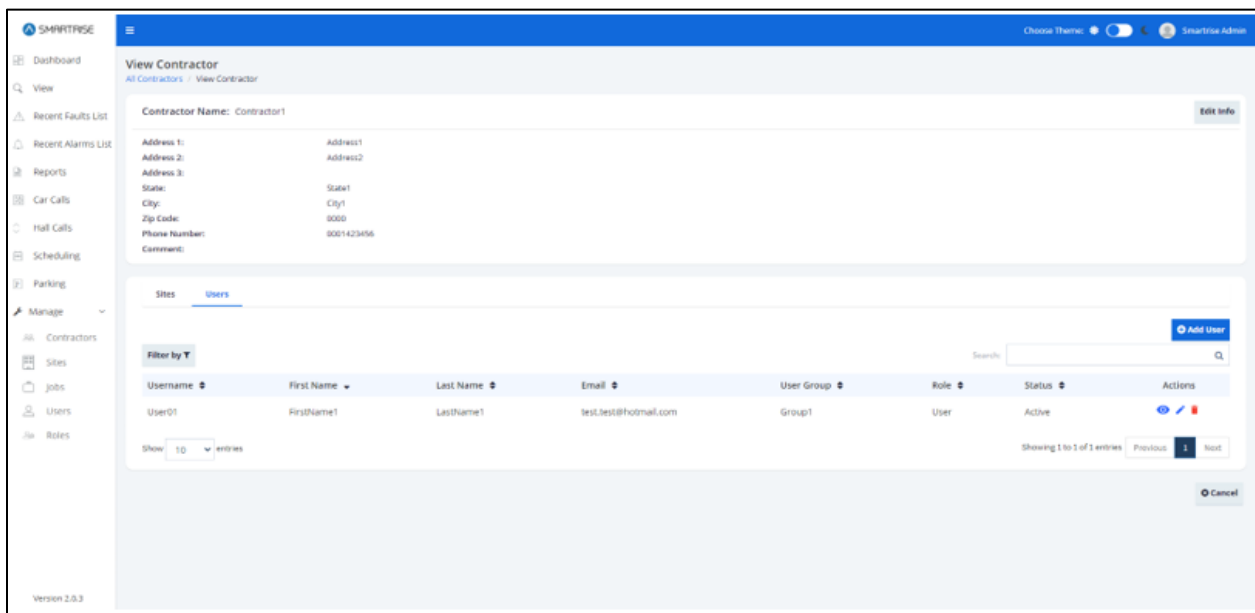 SMARTRISE
Choose Theme:
Smartrise Admin
Dashboard
View
Recent Faults List
Recent Alarms List
Reports
Car Calls
Hall Calls
Scheduling
Parking
Manage
Contractors
Sites
Jobs
Users
Roles
Version 2.0.3
View Contractor
All Contractors / View Contractor
Contractor Name: Contractor1
Edit Info
Address 1: Address1
Address 2: Address2
Address 3:
State: State1
City: City1
Zip Code: 0000
Phone Number: 0001423456
Comment:
Sites Users
Add User
Filter by
Search:
Username First Name Last Name Email User Group Role Status Actions
User01 FirstName1 LastName1 test.test@hotmail.com Group1 User Active
Show 10 entries
Showing 1 to 1 of 1 entries Previous 1 Next
Cancel